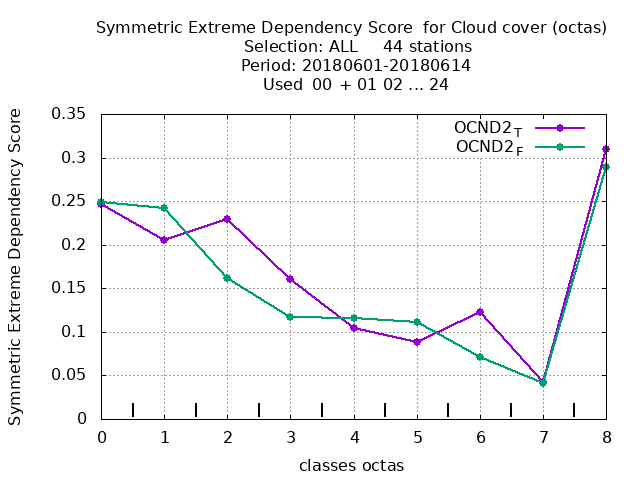 Symmetric Extreme Dependency Score for Cloud cover (octas)
Selection: ALL 44 stations
Period: 20180601-20180614
Used 00 + 01 02 ... 24
Symmetric Extreme Dependency Score
0.35
0.3
0.25
0.2
0.15
0.1
0.05
0
OCND2T
OCND2F
0 1 2 3 4 5 6 7 8
classes octas